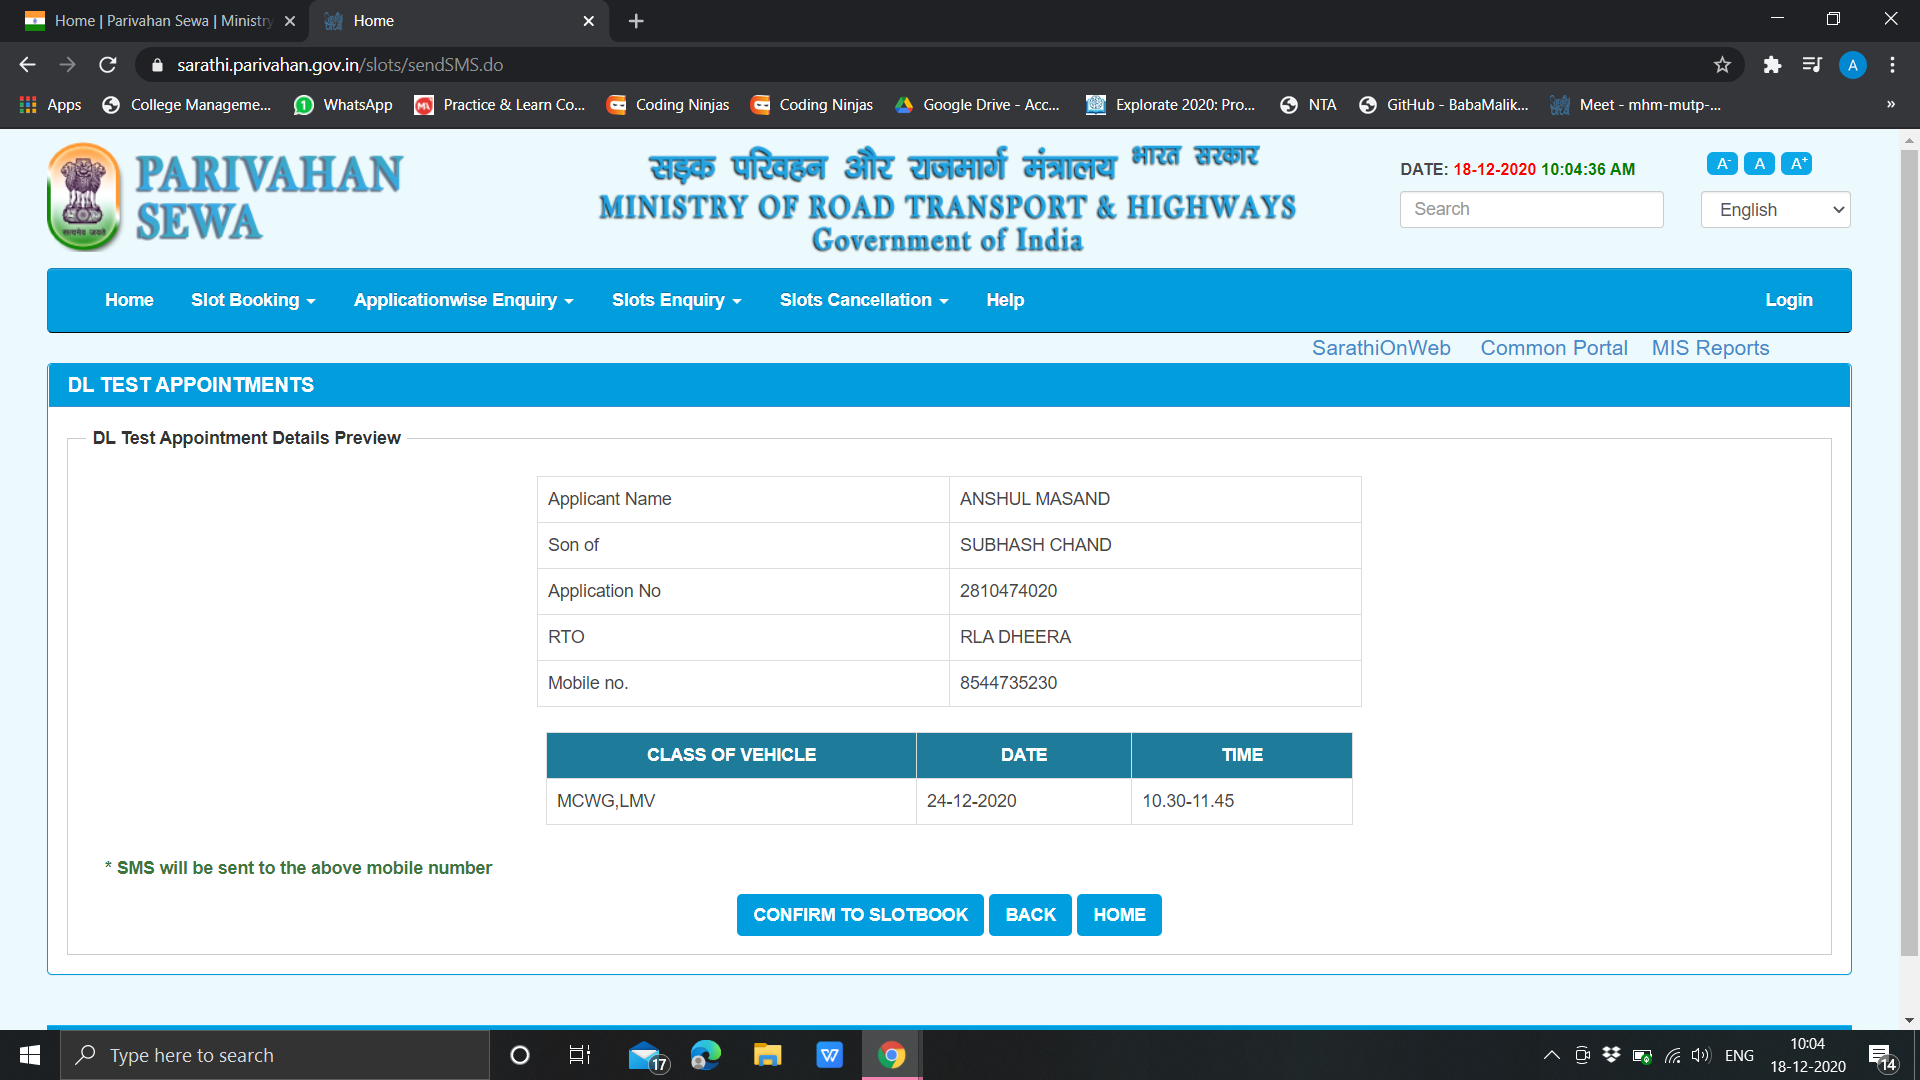 Home | Parivahan Sewa | Ministry
Home
sarathi.parivahan.gov.in/slots/sendSMS.do
A
Apps
College Manageme...
WhatsApp
Practice & Learn Co...
Coding Ninjas
Coding Ninjas
Google Drive - Acc...
Explorate 2020: Pro...
NTA
GitHub - BabaMalik...
Meet - mhm-mutp-...
»
PARIVAHAN
SEWA
सत्यमेव जयते
सड़क परिवहन और राजमार्ग मंत्रालय भारत सरकार
MINISTRY OF ROAD TRANSPORT & HIGHWAYS
Government of India
DATE: 18-12-2020 10:04:36 AM
A- A A+
Search
English
Home Slot Booking Applicationwise Enquiry Slots Enquiry Slots Cancellation Help Login
SarathiOnWeb Common Portal MIS Reports
DL TEST APPOINTMENTS
DL Test Appointment Details Preview
Applicant Name ANSHUL MASAND
Son of SUBHASH CHAND
Application No 2810474020
RTO RLA DHEERA
Mobile no. 8544735230
CLASS OF VEHICLE DATE TIME
MCWG,LMV 24-12-2020 10.30-11.45
* SMS will be sent to the above mobile number
CONFIRM TO SLOTBOOK BACK HOME
Type here to search
17
W
ENG
10:04
18-12-2020
14